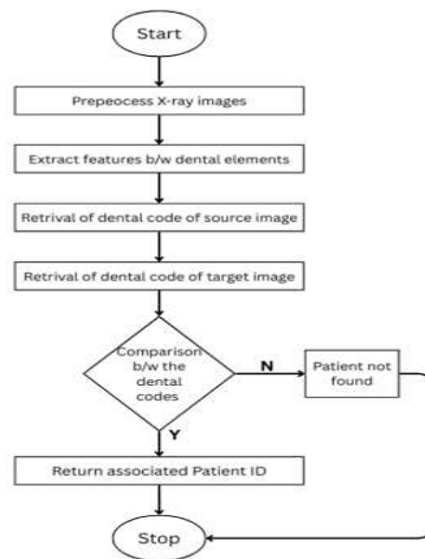 Start
Prepeocess X-ray images
Extract features b/w dental elements
Retrival of dental code of source image
Retrival of dental code of target image
Comparison
b/w the
dental
codes
N
Patient not
found
Y
Return associated Patient ID
Stop